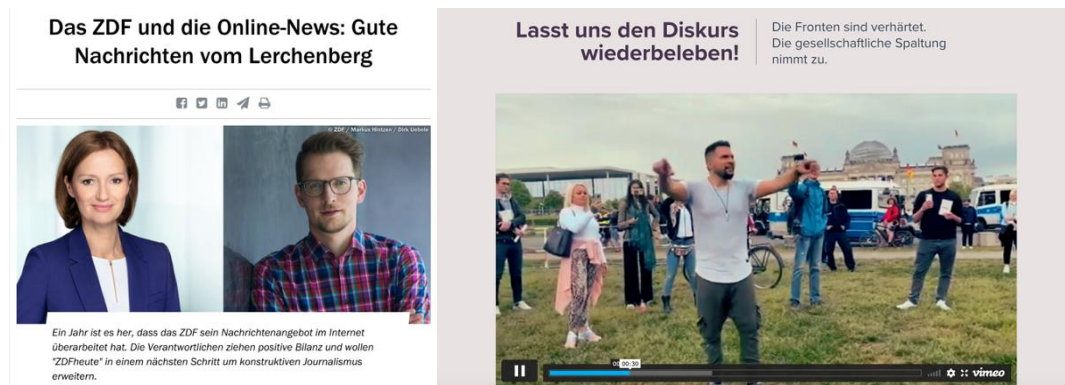 Das ZDF und die Online-News: Gute
Nachrichten vom Lerchenberg
© ZDF / Markus Hintzen / Dirk Uebele
Ein Jahr ist es her, dass das ZDF sein Nachrichtenangebot im Internet
überarbeitet hat. Die Verantwortlichen ziehen positive Bilanz und wollen
"ZDFheute" in einem nächsten Schritt um konstruktiven Journalismus
erweitern.
Lasst uns den Diskurs
wiederbeleben!
Die Fronten sind verhärtet.
Die gesellschaftliche Spaltung
nimmt zu.
00:30
vimeo